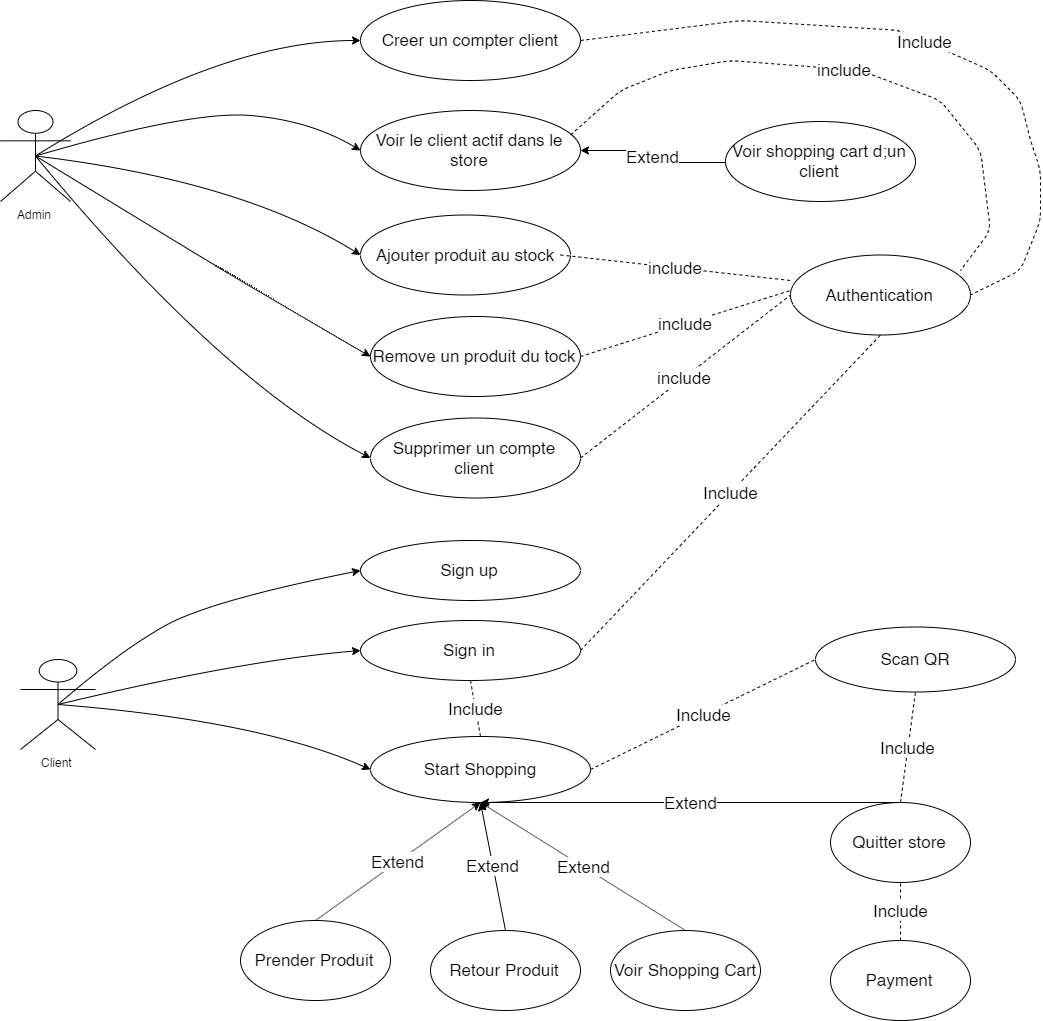 Creer un compter client
Include
include
Voir le client actif dans le
store
Extend
Voir shopping cart d;un
client
Admin
Ajouter produit au stock
include
Authentication
include
Remove un produit du tock
include
Supprimer un compte
client
Include
Sign up
Sign in
Scan QR
Include
Include
Include
Client
Start Shopping
Extend
Quitter store
Extend
Extend
Extend
Include
Prender Produit
Retour Produit
Voir Shopping Cart
Payment